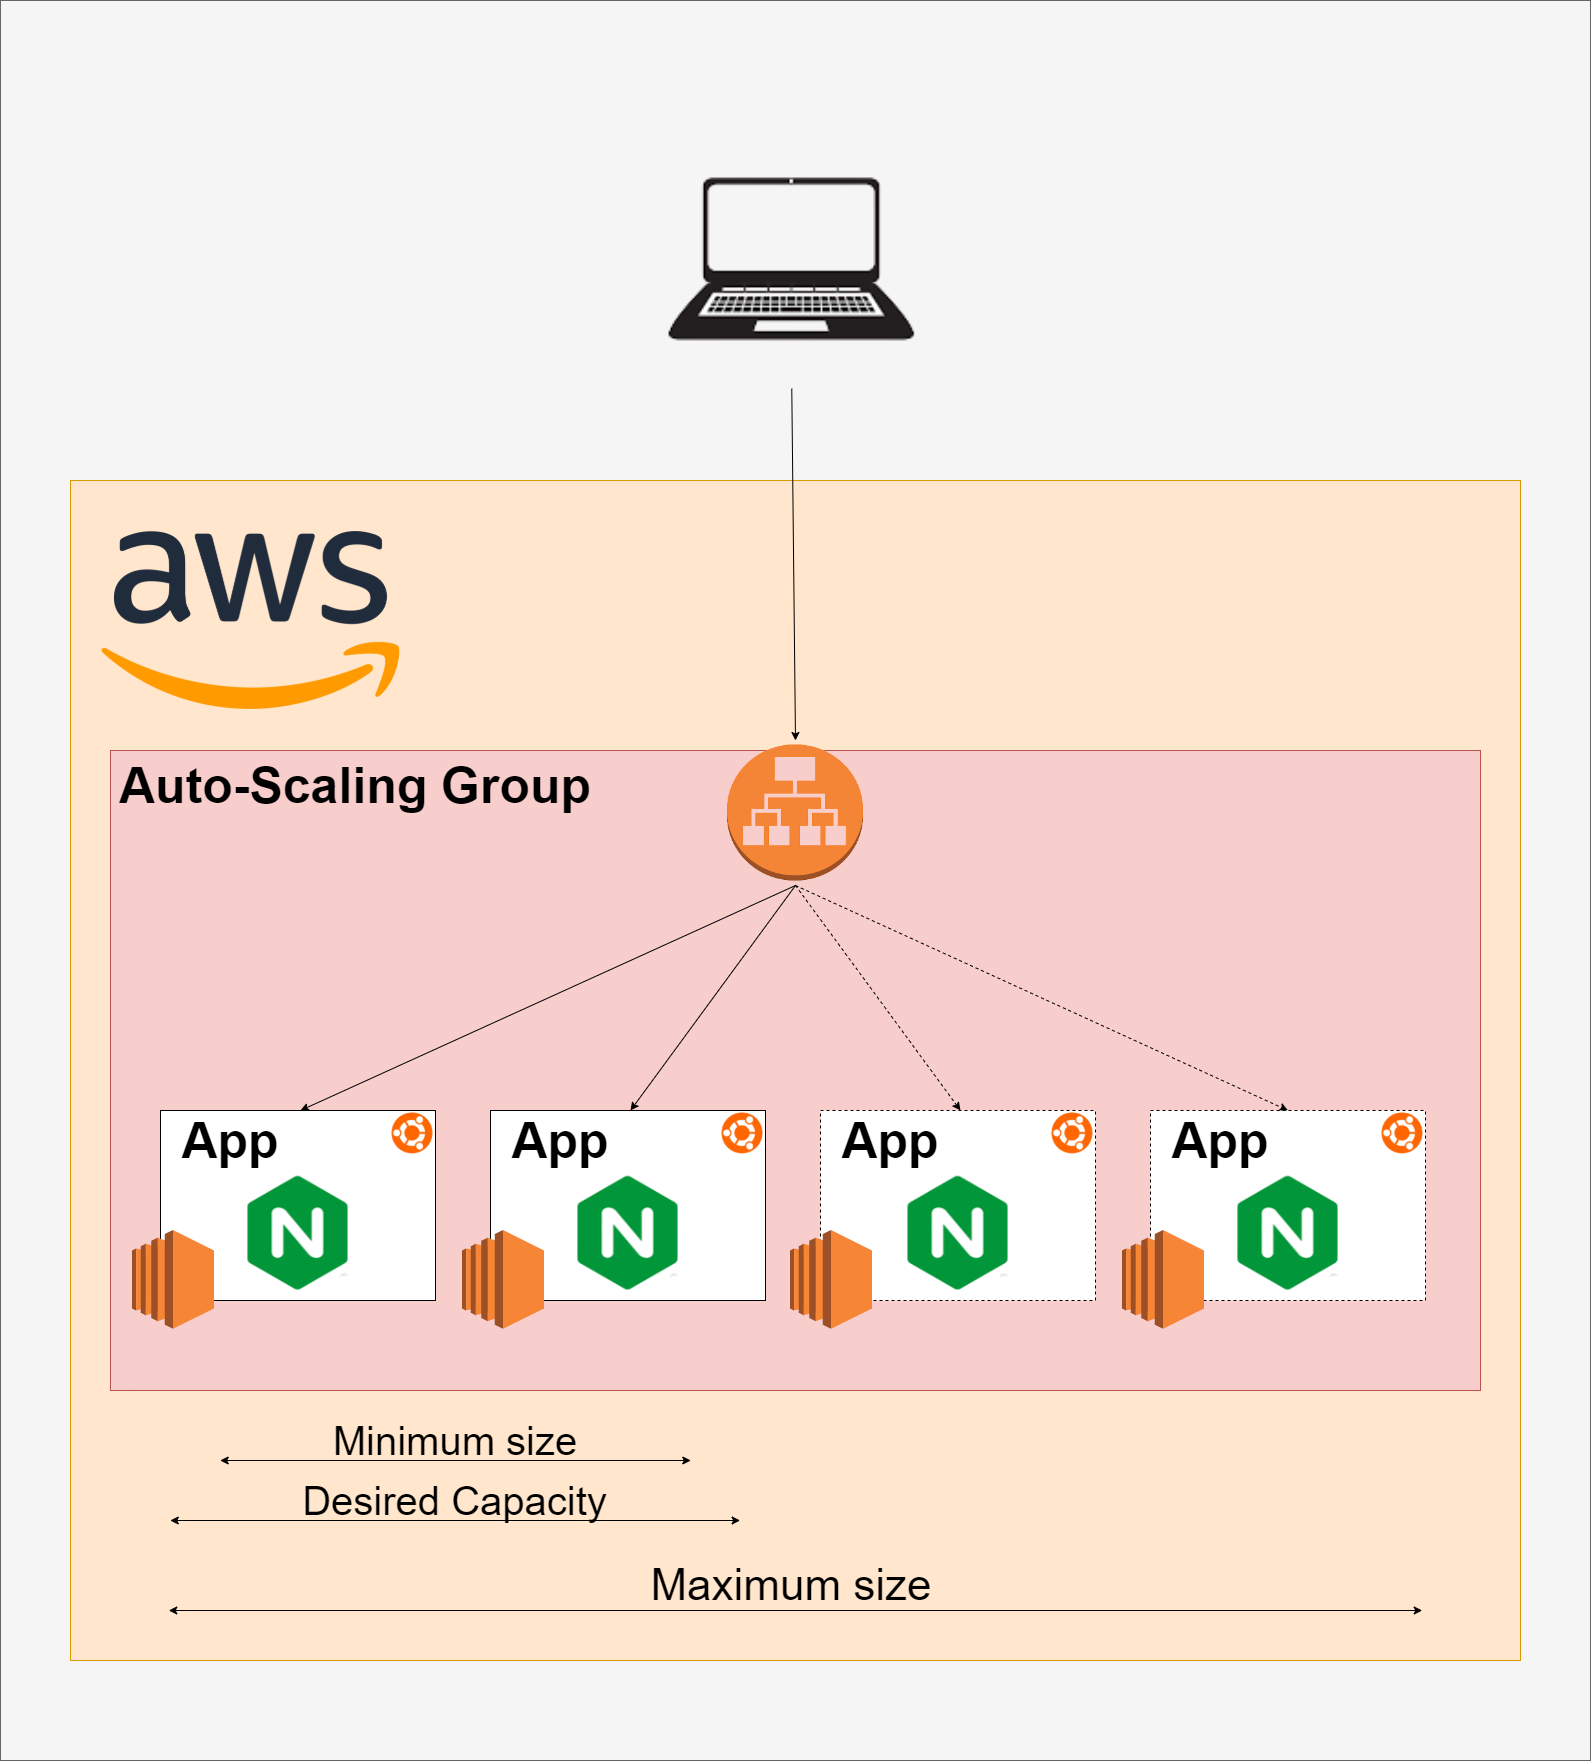 aws
Auto-Scaling Group
App
App
App
App
N
N
N
N
Minimum size
Desired Capacity
Maximum size